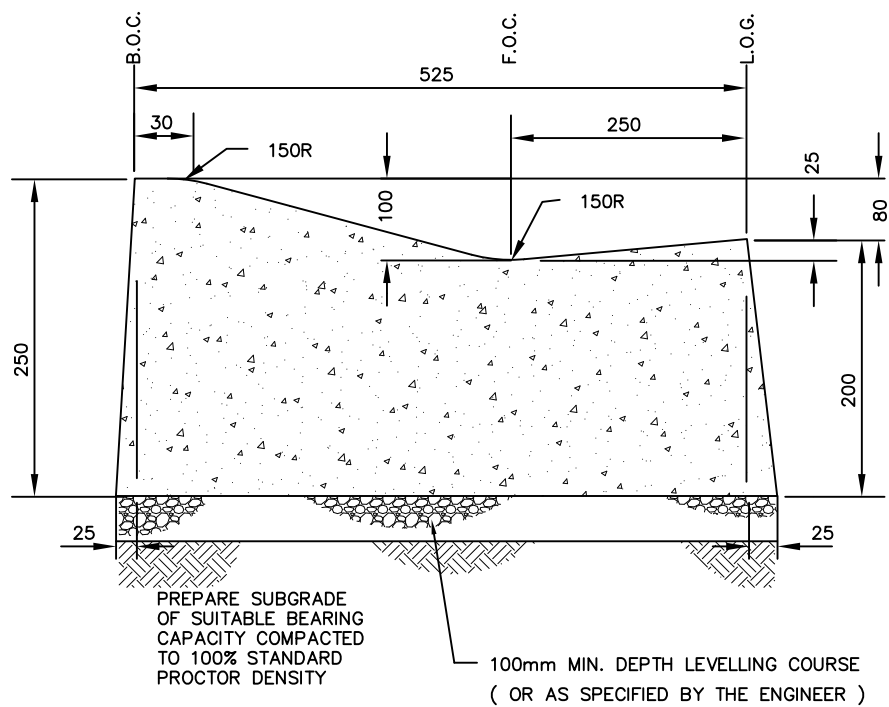 B.O.C.
F.O.C.
L.O.G.
525
30
250
150R
25
100
150R
80
250
200
25
25
PREPARE SUBGRADE
OF SUITABLE BEARING
CAPACITY COMPACTED
TO 100% STANDARD
PROCTOR DENSITY
100mm MIN. DEPTH LEVELLING COURSE
( OR AS SPECIFIED BY THE ENGINEER )